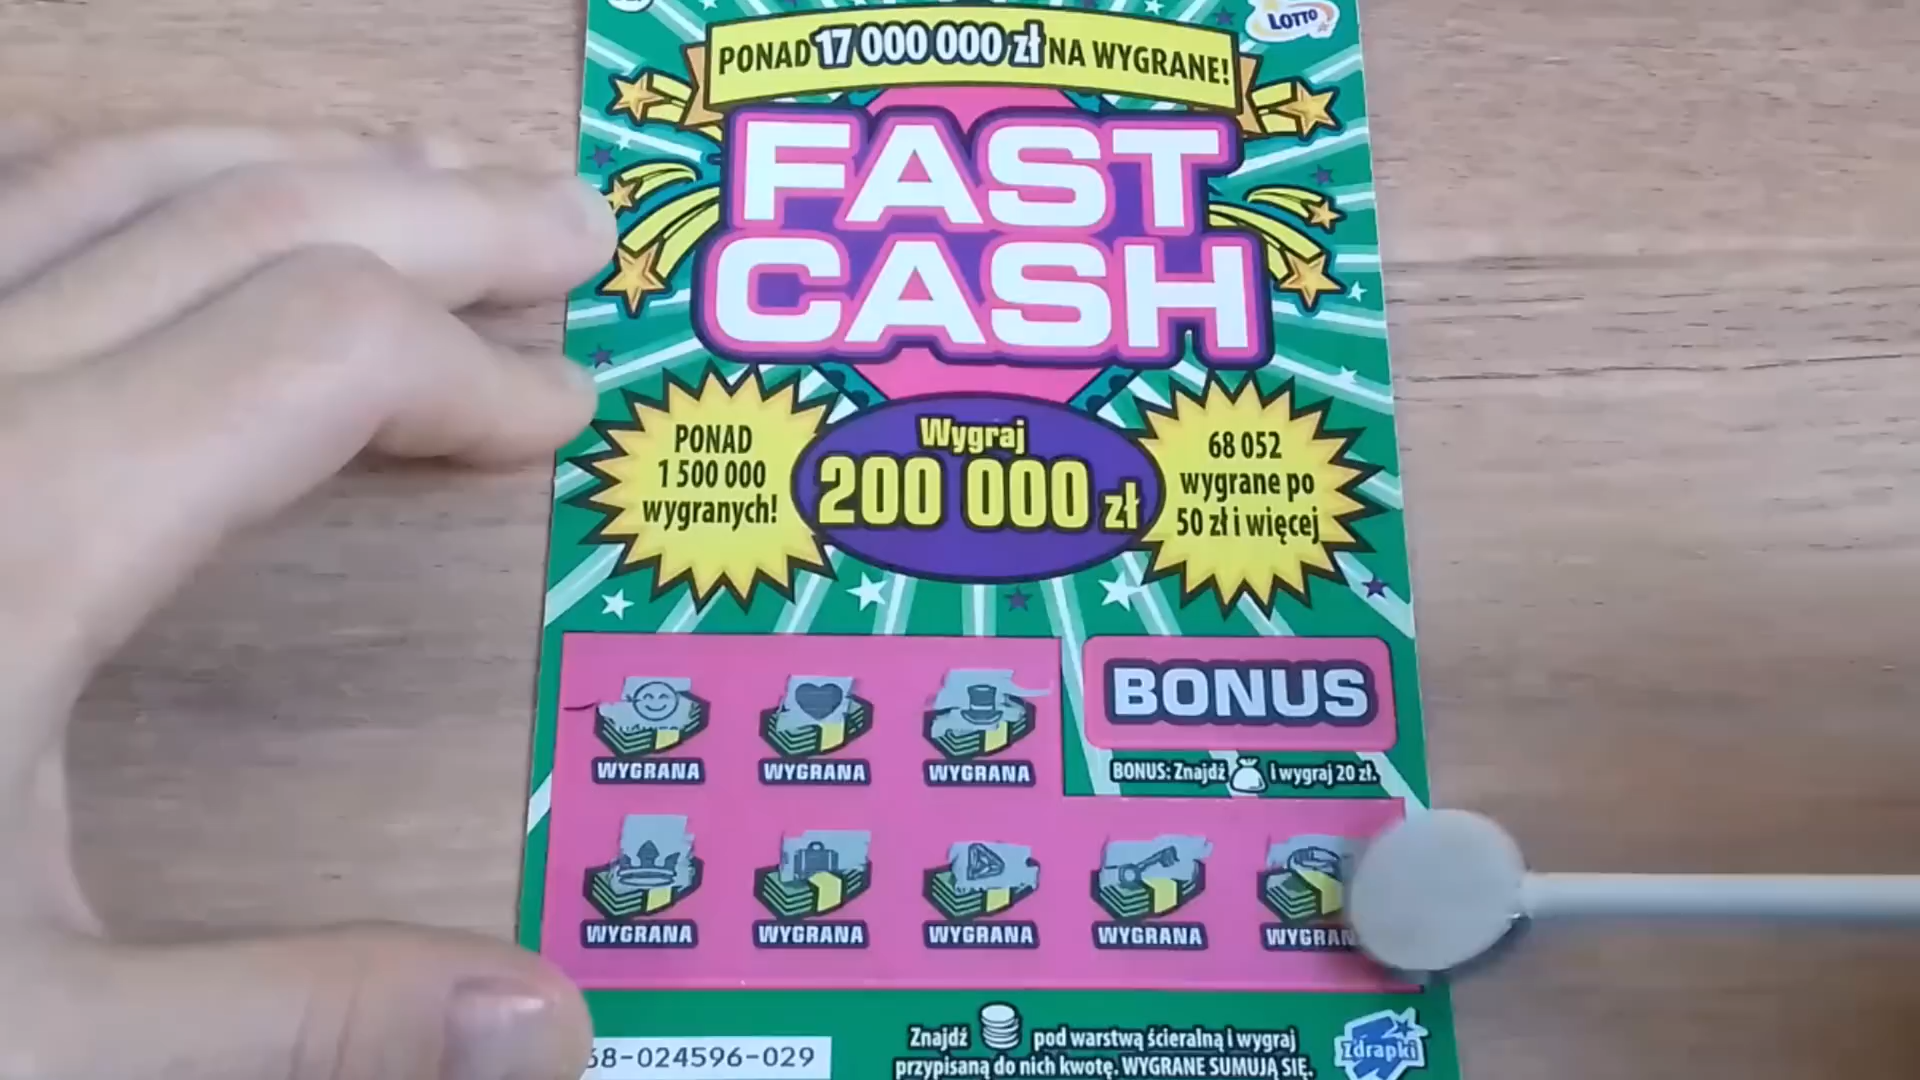 LOTTO
PONAD 17 000 000 zł NA WYGRANE!
FAST
CASH
PONAD
1 500 000
wygranych!
Wygraj
200 000 zł
68 052
wygrane po
50 zł i więcej
BONUS
WYGRANA WYGRANA WYGRANA
BONUS: Znajdź i wygraj 20 zł.
WYGRANA WYGRANA WYGRANA WYGRANA WYGRAN
Znajdź pod warstwą ścieralną i wygraj
przypisaną do nich kwotę. WYGRANE SUMUJĄ SIĘ.
68-024596-029
Zdrapki